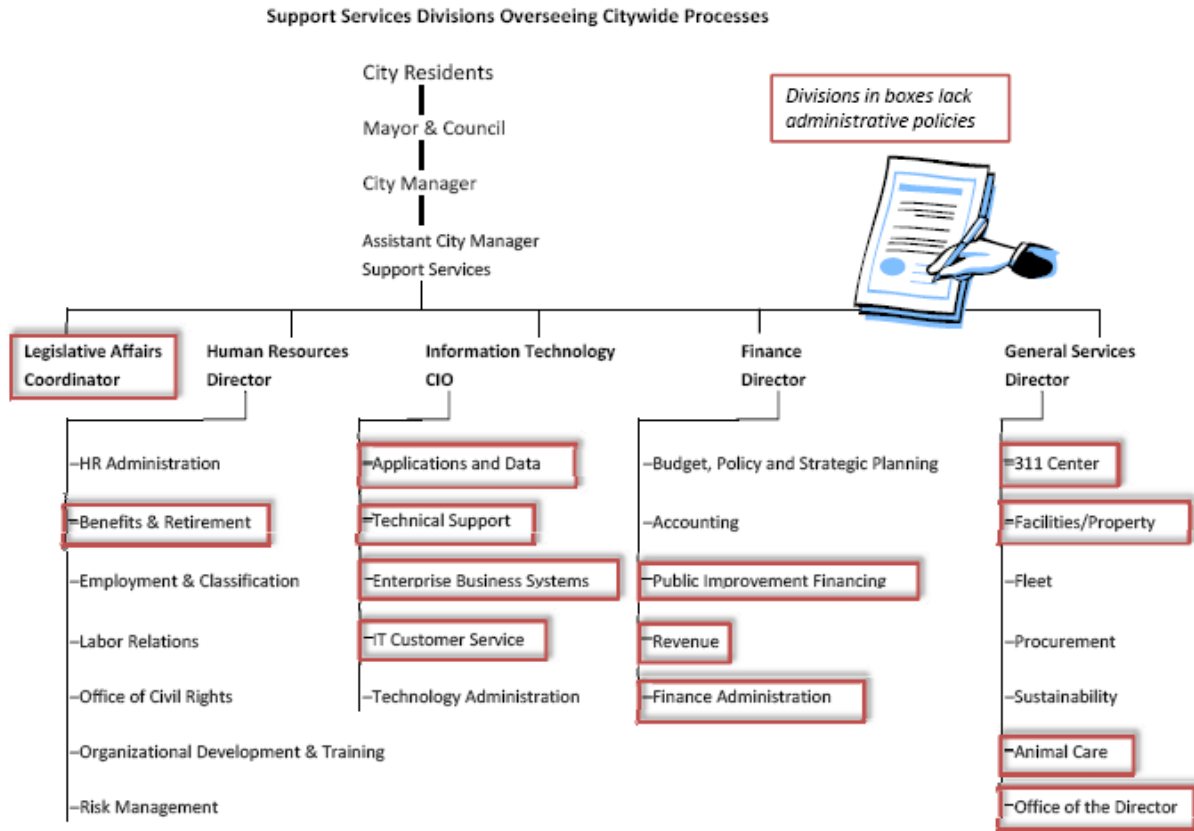 Support Services Divisions Overseeing Citywide Processes
City Residents
Mayor & Council
City Manager
Assistant City Manager
Support Services
Divisions in boxes lack
administrative policies
Legislative Affairs
Coordinator
Human Resources
Director
Information Technology
CIO
Finance
Director
General Services
Director
HR Administration
Benefits & Retirement
Employment & Classification
Labor Relations
Office of Civil Rights
Organizational Development & Training
Risk Management
Applications and Data
Technical Support
Enterprise Business Systems
IT Customer Service
Technology Administration
Budget, Policy and Strategic Planning
Accounting
Public Improvement Financing
Revenue
Finance Administration
311 Center
Facilities/Property
Fleet
Procurement
Sustainability
Animal Care
Office of the Director